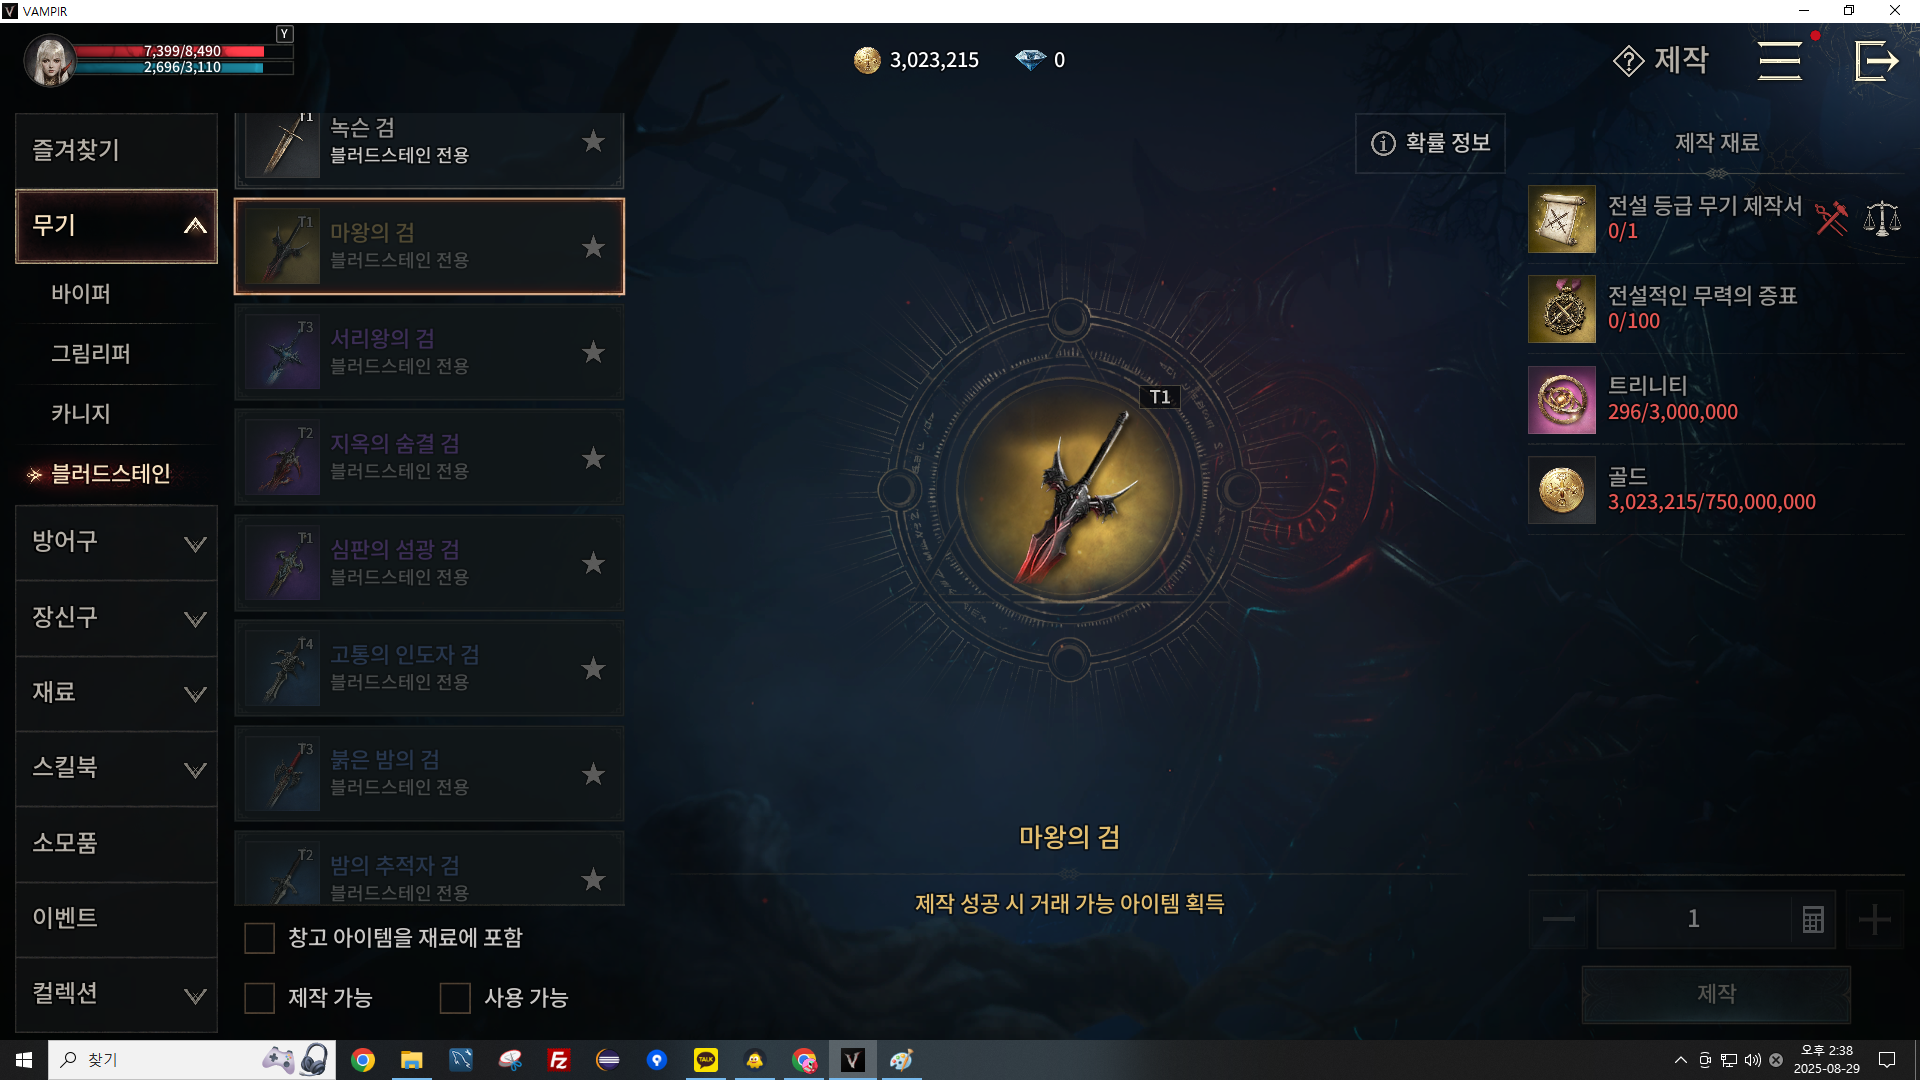 VAMPIR
7,399/8,490
Y
2,696/3,110
3,023,215
0
제작
즐겨찾기
무기
바이퍼
그림리퍼
카니지
블러드스테인
방어구
장신구
재료
스킬북
소모품
이벤트
컬렉션
T1
녹슨 검
블러드스테인 전용
T1
마왕의 검
블러드스테인 전용
T3
서리왕의 검
블러드스테인 전용
T2
지옥의 숨결 검
블러드스테인 전용
T1
심판의 섬광 검
블러드스테인 전용
T4
고통의 인도자 검
블러드스테인 전용
T3
붉은 밤의 검
블러드스테인 전용
T2
밤의 추적자 검
블러드스테인 전용
창고 아이템을 재료에 포함
제작 가능
사용 가능
확률 정보
T1
마왕의 검
제작 성공 시 거래 가능 아이템 획득
제작 재료
전설 등급 무기 제작서
0/1
전설적인 무력의 증표
0/100
트리니티
296/3,000,000
골드
3,023,215/750,000,000
1
제작
찾기
TALK
오후 2:38
2025-08-29